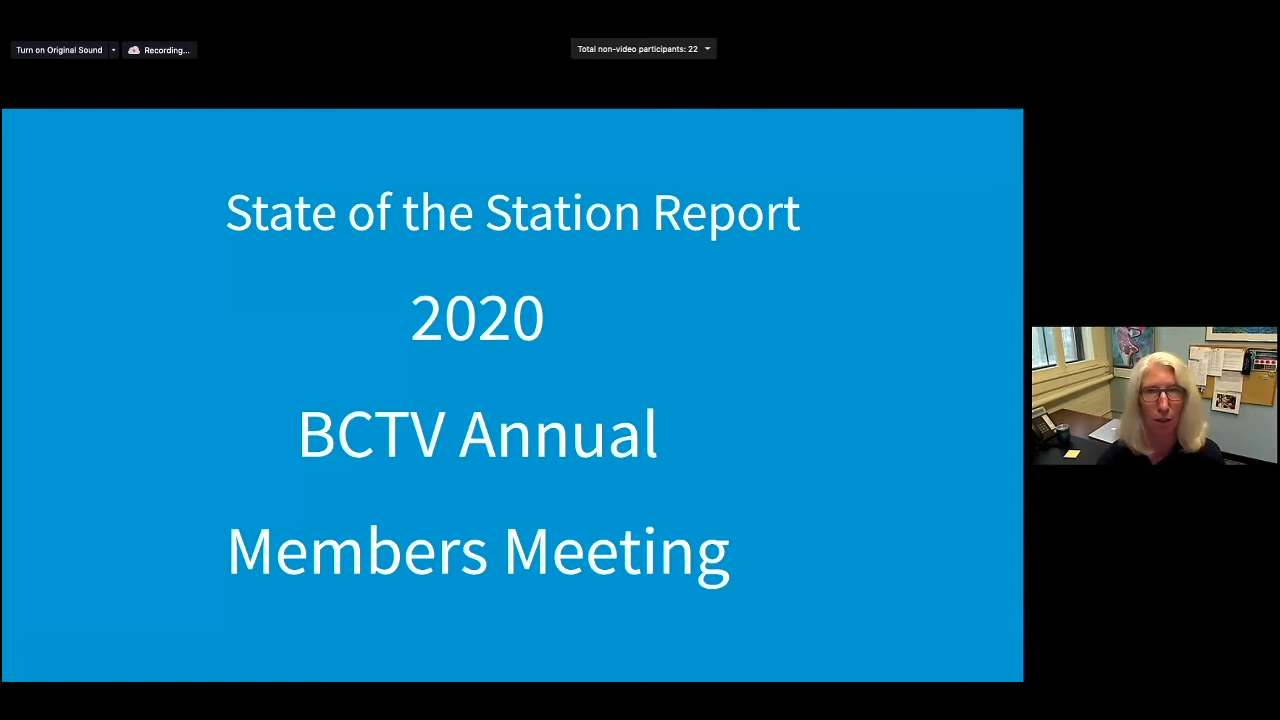 Turn on Original Sound
Recording...
Total non-video participants: 22
State of the Station Report
2020
BCTV Annual
Members Meeting